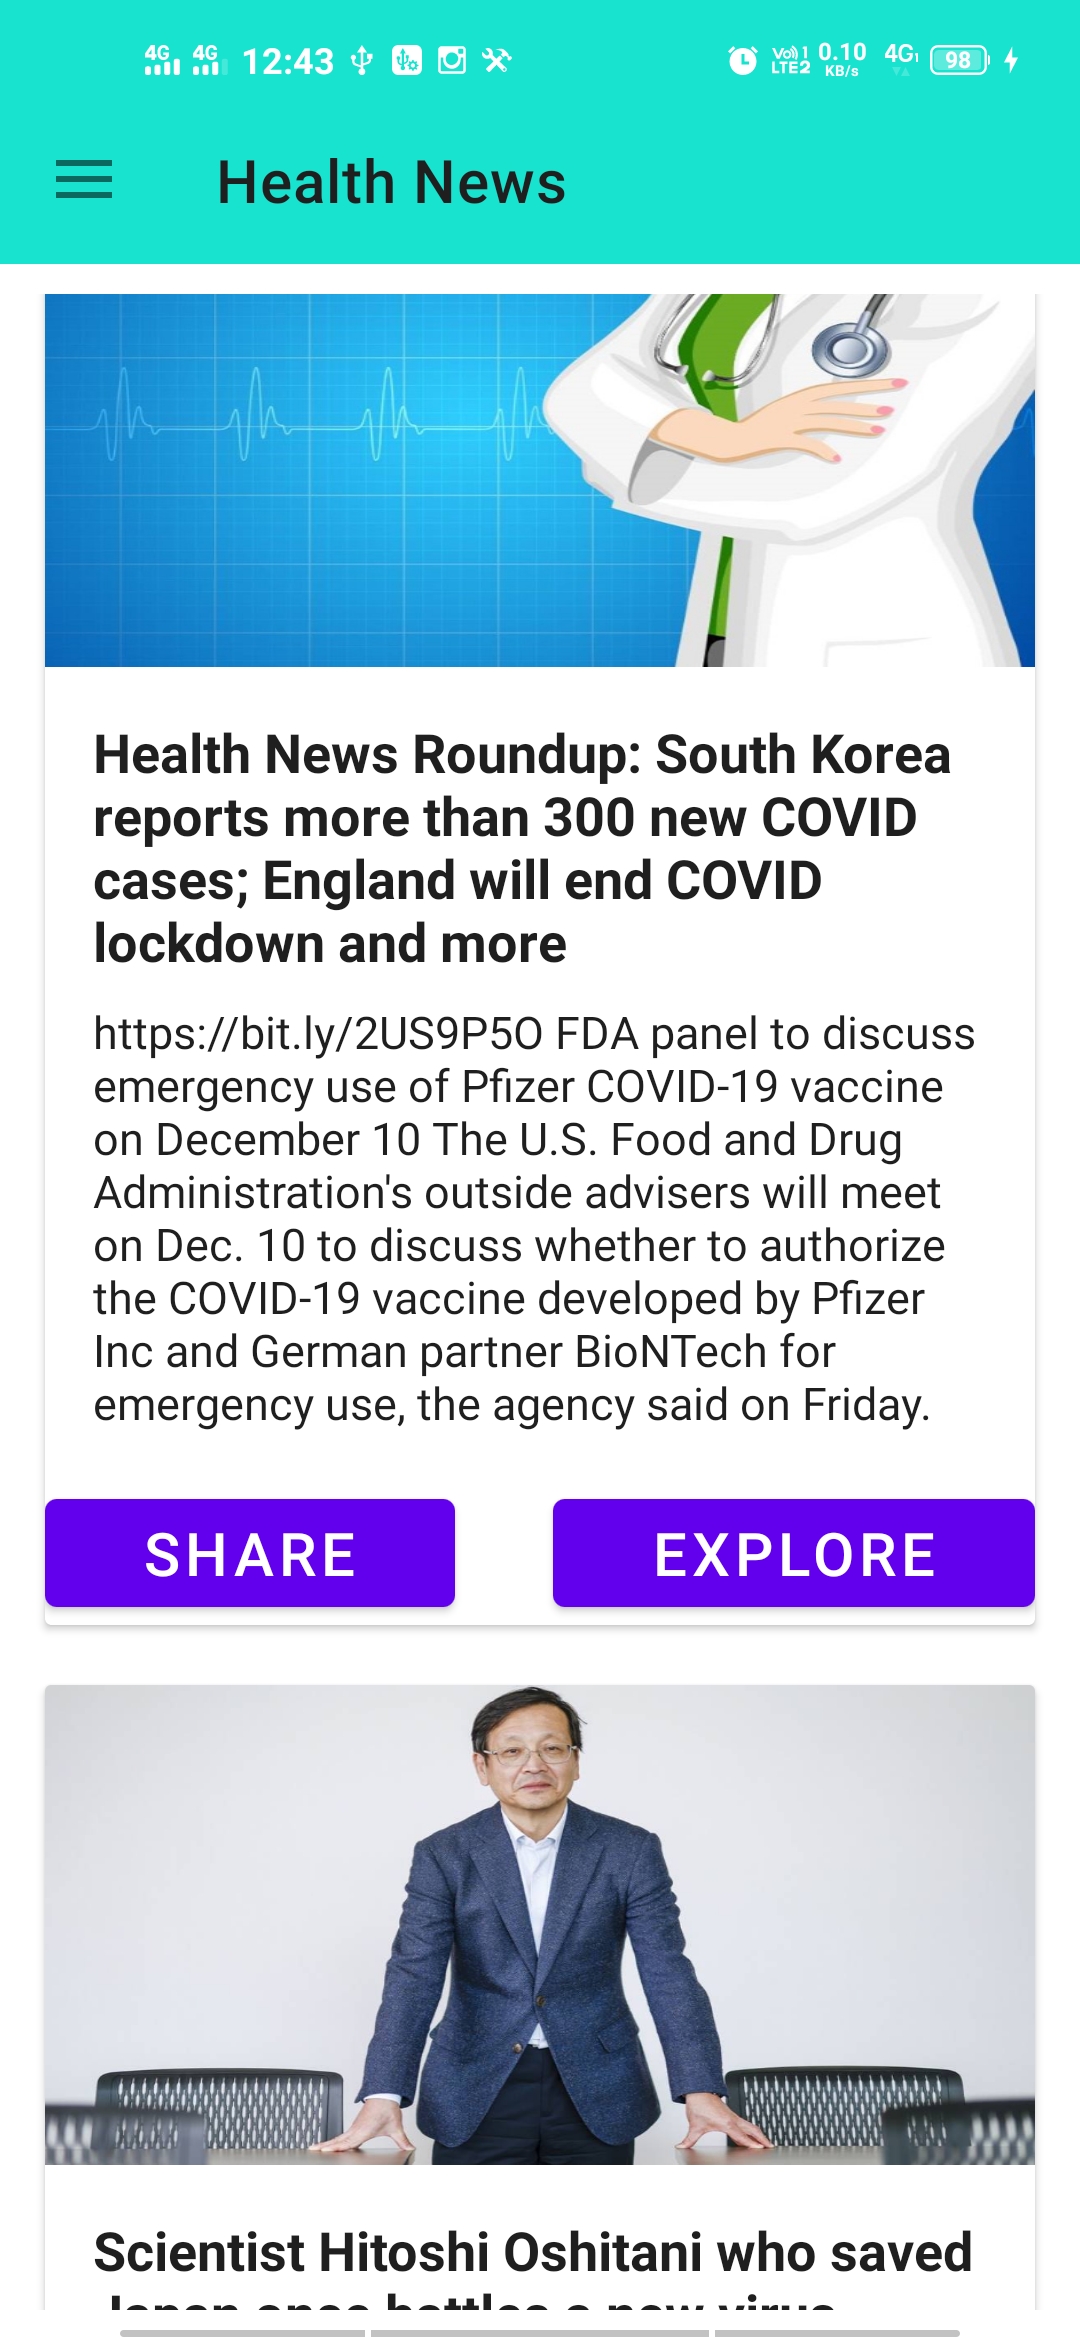 4G 4G 12:43 Vo)) 1 LTE2 0.10 KB/s 4G 98
Health News
Health News Roundup: South Korea
reports more than 300 new COVID
cases; England will end COVID
lockdown and more
https://bit.ly/2US9P5O FDA panel to discuss
emergency use of Pfizer COVID-19 vaccine
on December 10 The U.S. Food and Drug
Administration's outside advisers will meet
on Dec. 10 to discuss whether to authorize
the COVID-19 vaccine developed by Pfizer
Inc and German partner BioNTech for
emergency use, the agency said on Friday.
SHARE EXPLORE
Scientist Hitoshi Oshitani who saved
Japan once battles a new virus